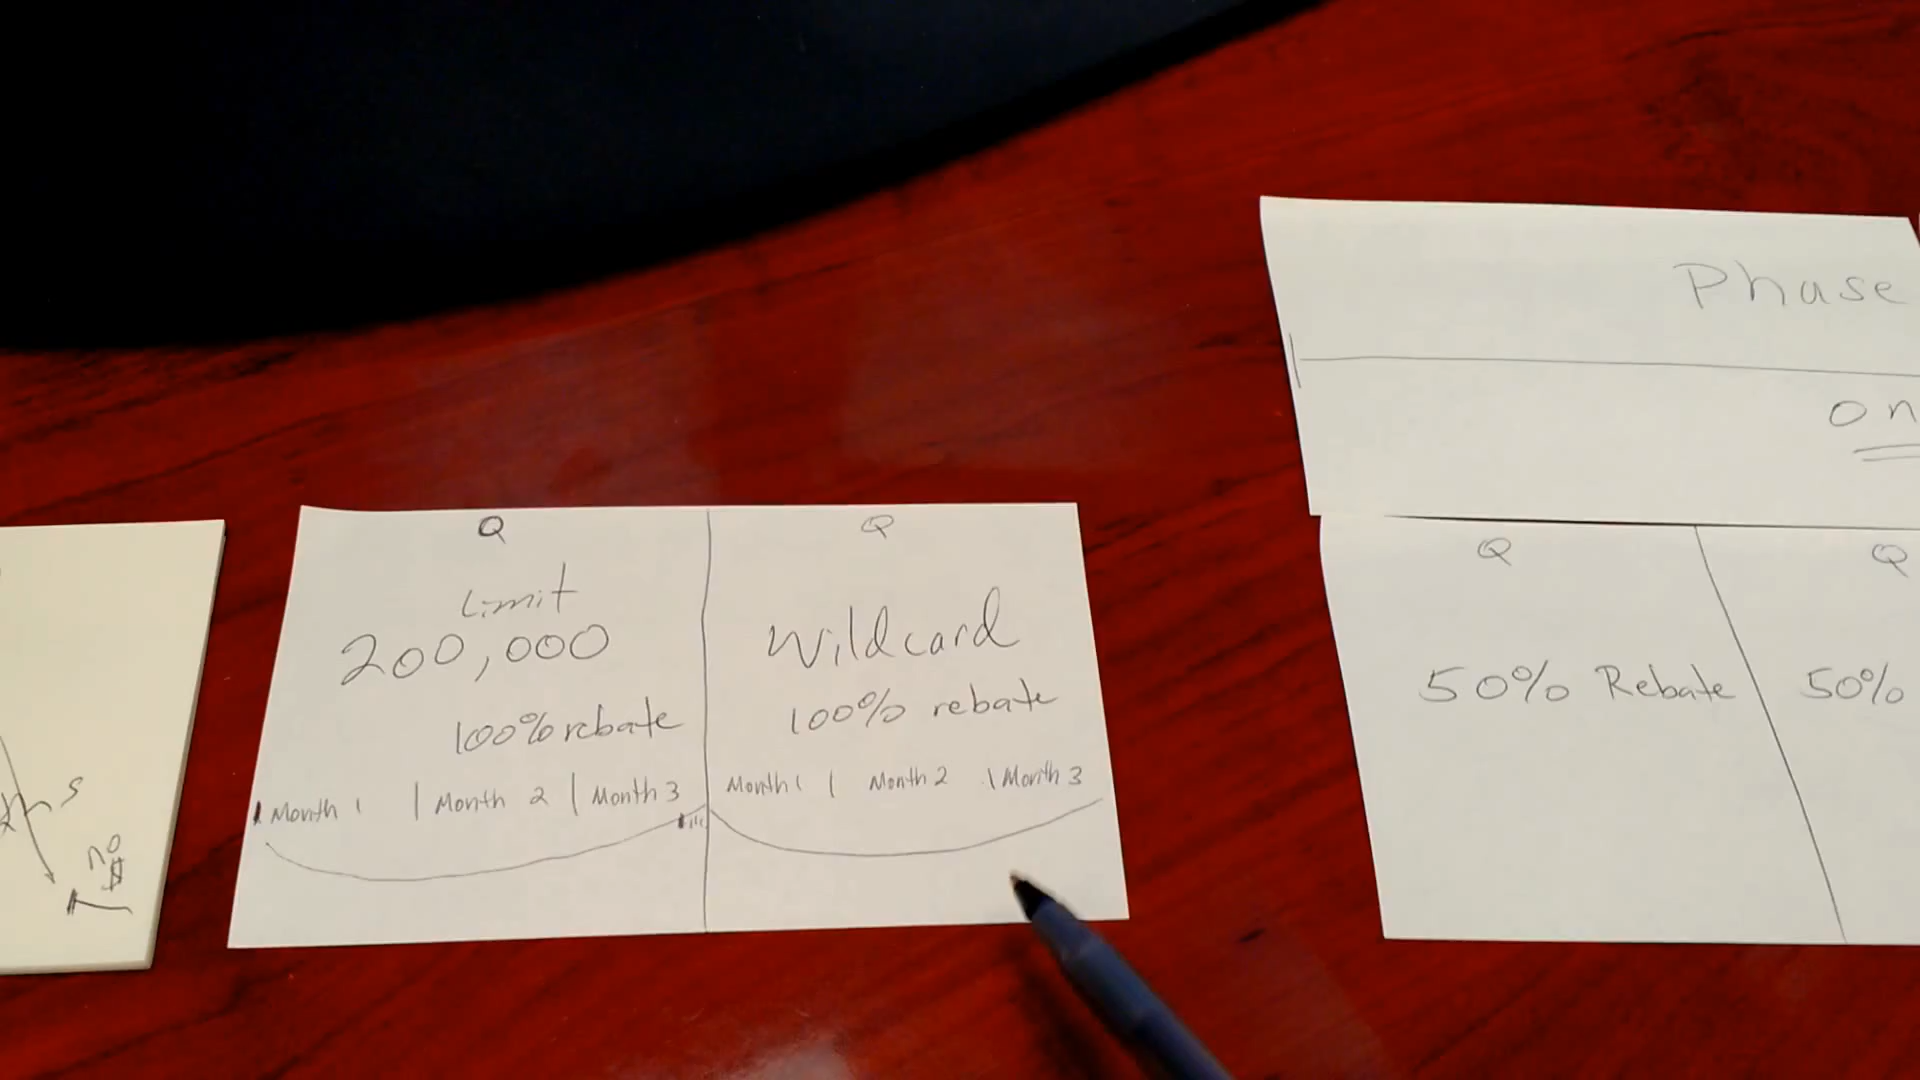 Q
Limit
200,000
100% rebate
Month 1 | Month 2 | Month 3
Q
Wildcard
100% rebate
Month 1 | Month 2 | Month 3
Phase
on
Q
50% Rebate
Q
50%